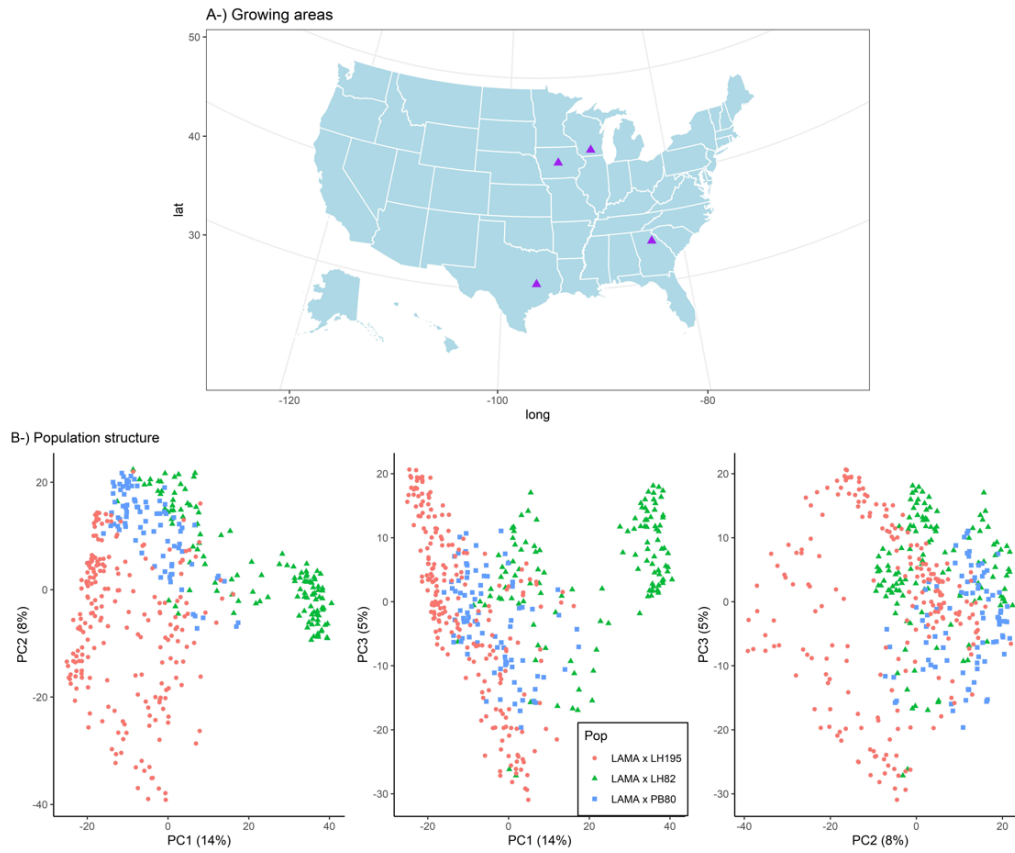 A-) Growing areas
50
40
30
lat
-120
-100
-80
long
B-) Population structure
20
0
-20
-40
PC2 (8%)
-20
0
20
40
PC1 (14%)
20
10
0
-10
-20
-30
PC3 (5%)
-20
0
20
40
PC1 (14%)
Pop
LAMA x LH195
LAMA x LH82
LAMA x PB80
20
10
0
-10
-20
-30
PC3 (5%)
-40
-20
0
20
PC2 (8%)